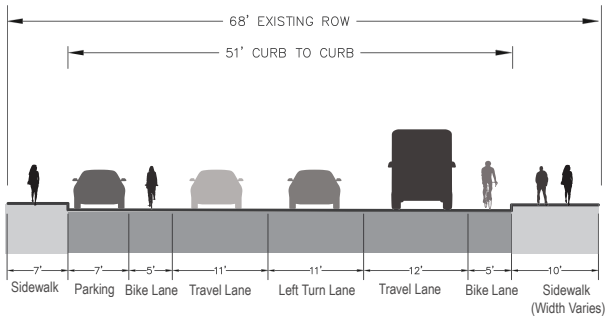 68' EXISTING ROW
51' CURB TO CURB
7' 7' 5' 11' 11' 12' 5' 10'
Sidewalk Parking Bike Lane Travel Lane Left Turn Lane Travel Lane Bike Lane Sidewalk
(Width Varies)